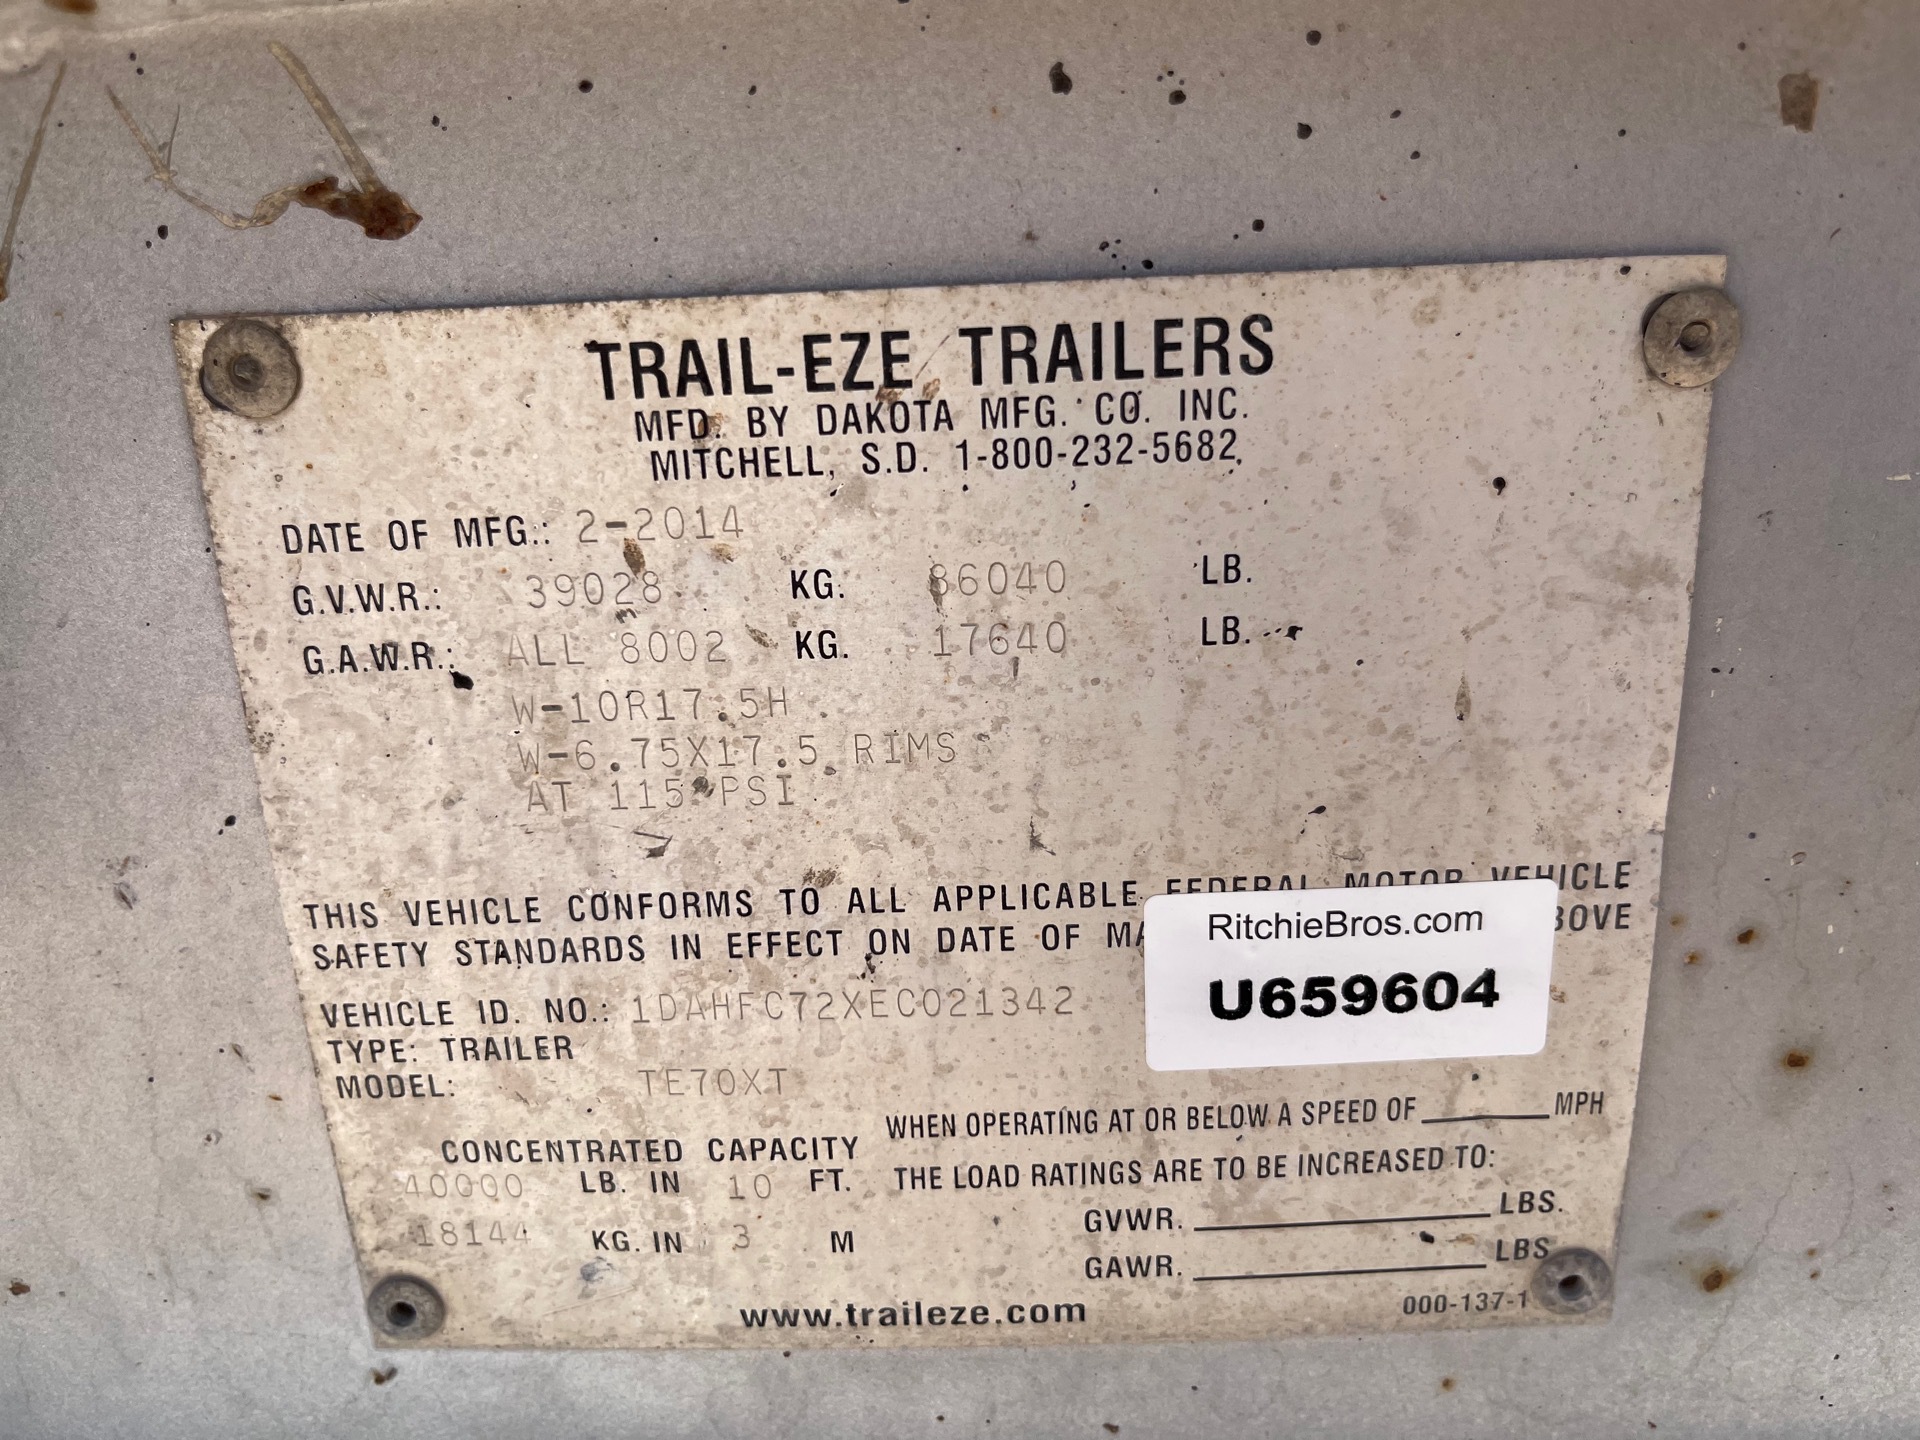 TRAIL-EZE TRAILERS
MFD. BY DAKOTA MFG. CO. INC.
MITCHELL, S.D. 1-800-232-5682
DATE OF MFG.: 2-2014
G.V.W.R.: 39028 KG. 86040 LB.
G.A.W.R.: ALL 8002 KG. 17640 LB.
W-10R17.5H
W-6.75X17.5 RIMS
AT 115 PSI
THIS VEHICLE CONFORMS TO ALL APPLICABLE FEDERAL MOTOR VEHICLE
SAFETY STANDARDS IN EFFECT ON DATE OF
RitchieBros.com
U659604
VEHICLE ID. NO.: 1DAHFC72XEC021342
TYPE: TRAILER
MODEL: TE70XT
CONCENTRATED CAPACITY
40000 LB. IN 10 FT.
18144 KG. IN 3 M
WHEN OPERATING AT OR BELOW A SPEED OF ______ MPH
THE LOAD RATINGS ARE TO BE INCREASED TO:
GVWR. ______ LBS.
GAWR. ______ LBS
www.traileze.com
000-137-1